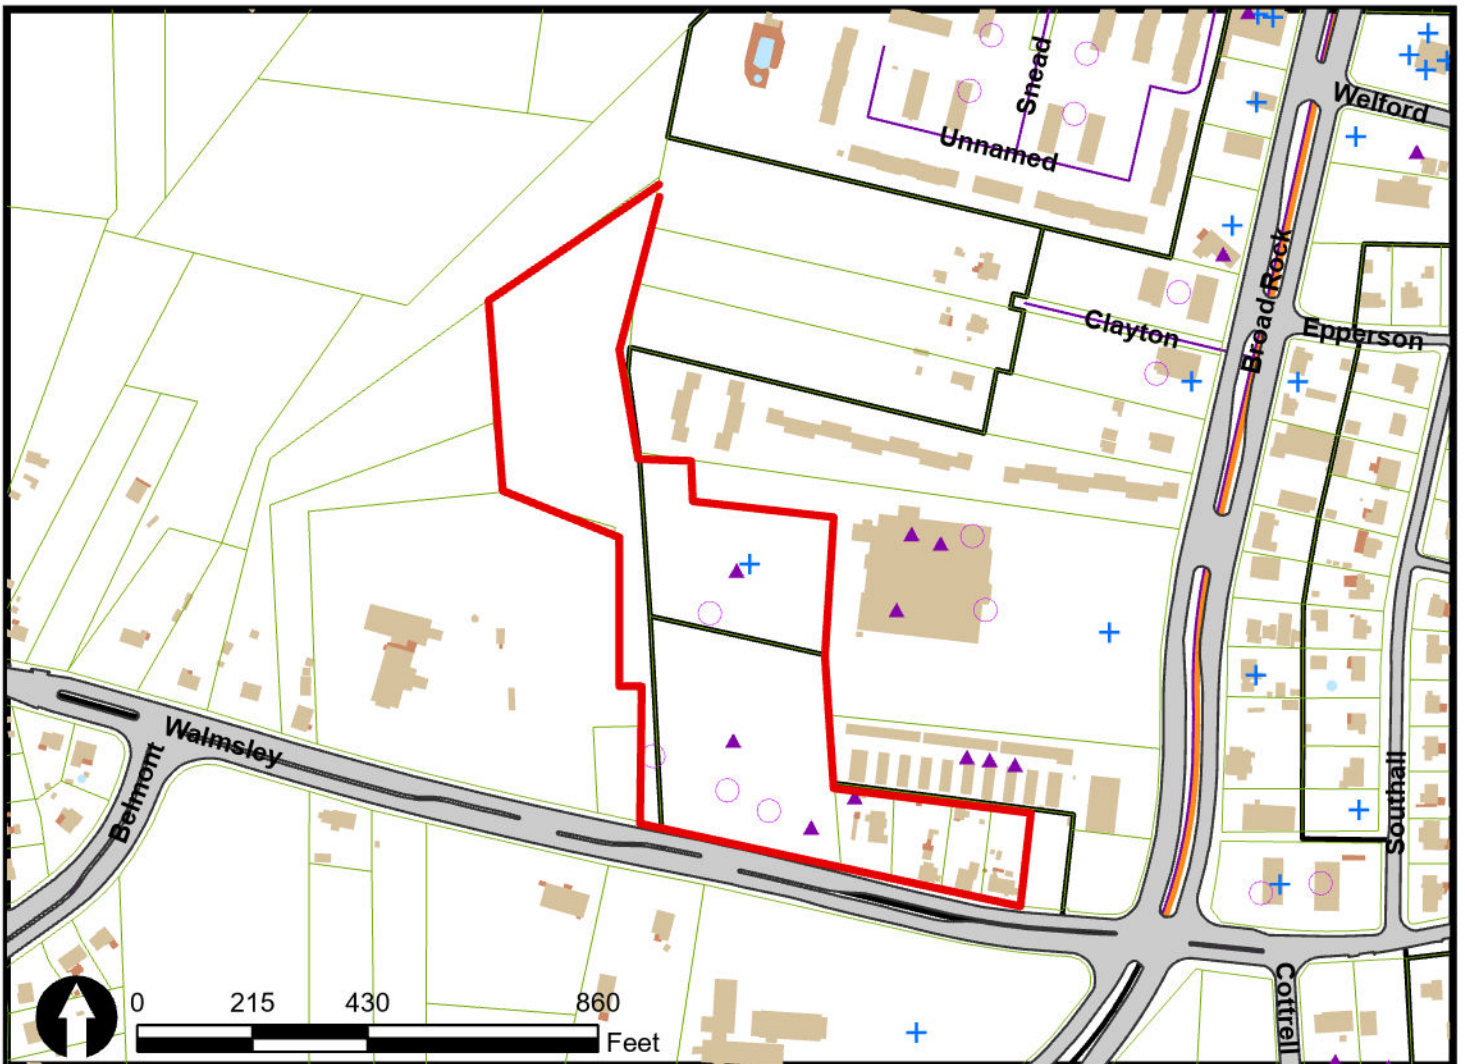 Snead
Welford
Unnamed
Broad Rock
Clayton
Epperson
Walmsley
Belmont
Southall
Cottrell
0 215 430 860
Feet